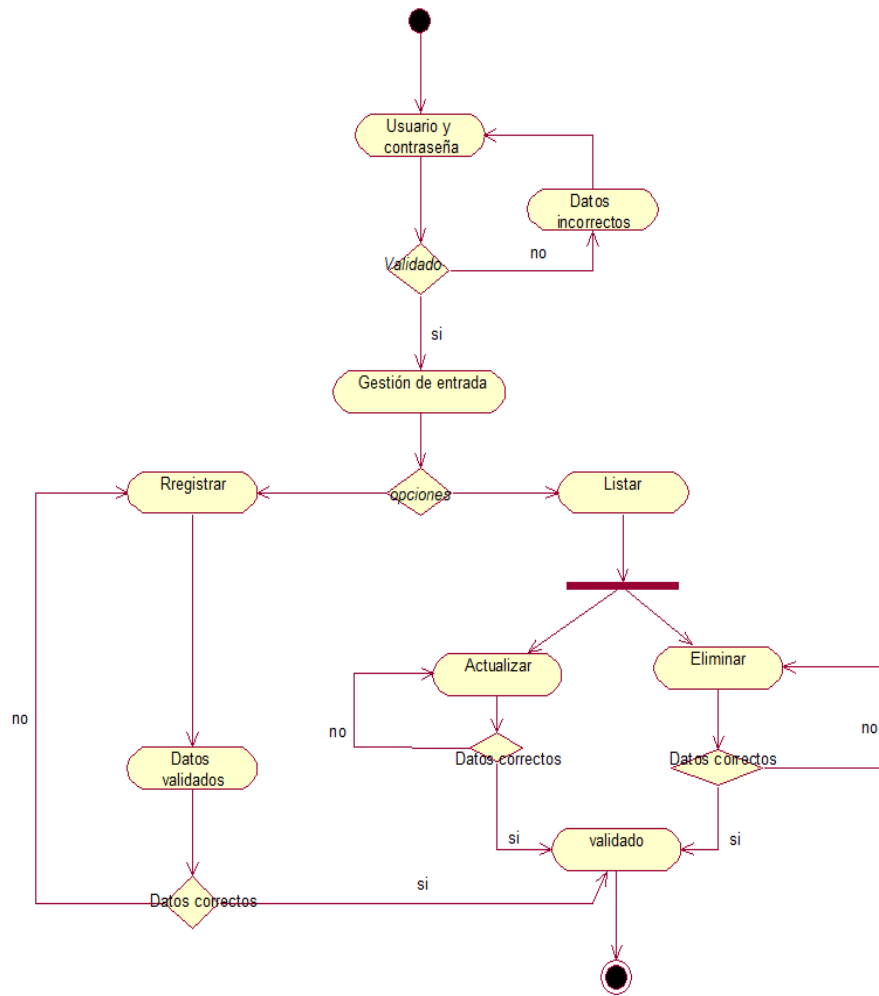 Usuario y
contraseña
Datos
incorrectos
Validado
no
si
Gestión de entrada
Rregistrar
opciones
Listar
Actualizar
Eliminar
no
no
no
Datos
validados
Datos correctos
Datos correctos
si
validado
si
Datos correctos
si